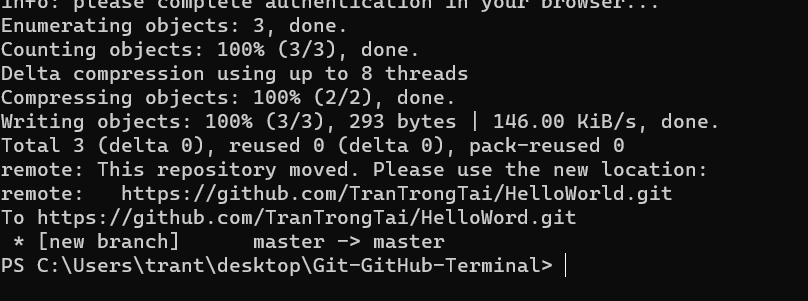 info: please complete authentication in your browser...
Enumerating objects: 3, done.
Counting objects: 100% (3/3), done.
Delta compression using up to 8 threads
Compressing objects: 100% (2/2), done.
Writing objects: 100% (3/3), 293 bytes | 146.00 KiB/s, done.
Total 3 (delta 0), reused 0 (delta 0), pack-reused 0
remote: This repository moved. Please use the new location:
remote:   https://github.com/TranTrongTai/HelloWorld.git
To https://github.com/TranTrongTai/HelloWord.git
 * [new branch]      master -> master
PS C:\Users\trant\desktop\Git-GitHub-Terminal>